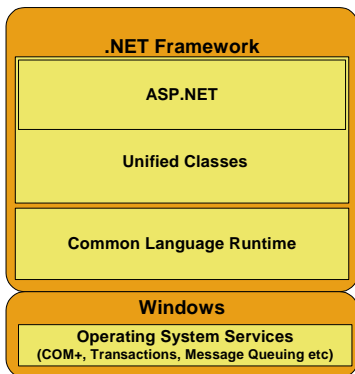 .NET Framework
ASP.NET
Unified Classes
Common Language Runtime
Windows
Operating System Services
(COM+, Transactions, Message Queuing etc)